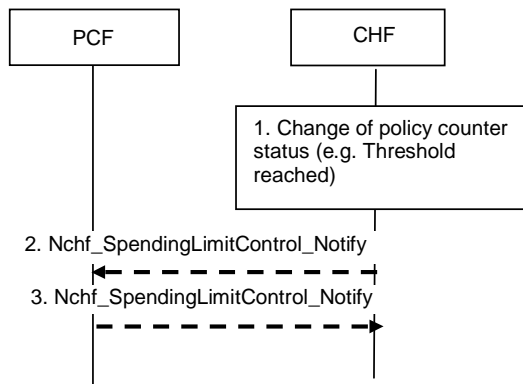 PCF
CHF
1. Change of policy counter
status (e.g. Threshold
reached)
2. Nchf_SpendingLimitControl_Notify
3. Nchf_SpendingLimitControl_Notify